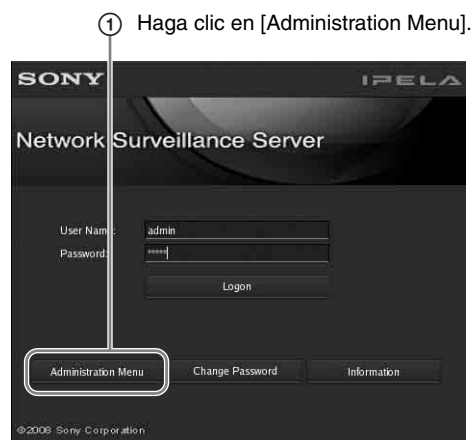 ① Haga clic en [Administration Menu].
SONY IPELA
Network Surveillance Server
User Name: admin
Password: *****
Logon
Administration Menu Change Password Information
©2008 Sony Corporation